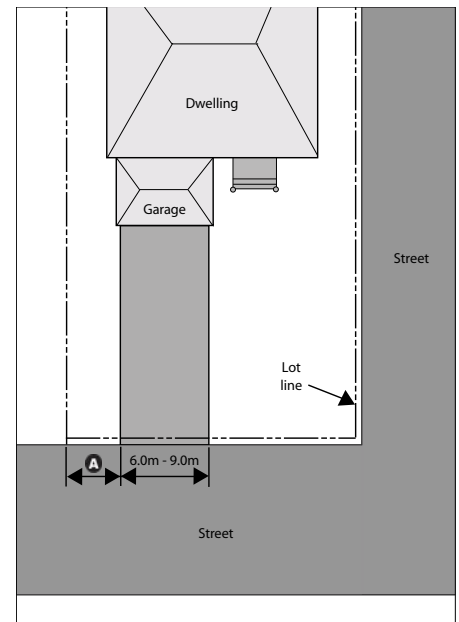 Dwelling
Garage
Street
Lot
line
A
6.0m - 9.0m
Street